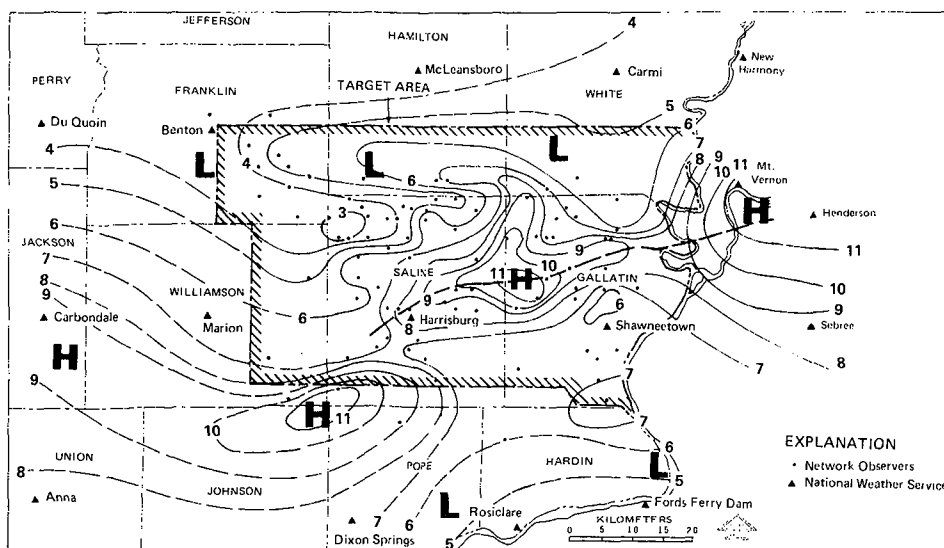 JEFFERSON
HAMILTON
4
PERRY
McLeansboro
Carmi
New
Harmony
FRANKLIN
TARGET AREA
WHITE
5
Du Quoin
Benton
6
7
4
L
L
L
8
9
10
11
Mt.
Vernon
4
5
6
3
H
Henderson
6
9
11
JACKSON
7
SALINE
11
H
10
GALLATIN
8
WILLIAMSON
9
6
10
9
6
Carbondale
Marion
8
Harrisburg
Shawneetown
Sebree
H
7
8
9
7
H
11
7
10
6
EXPLANATION
UNION
POPE
HARDIN
L
Network Observers
8
5
National Weather Service
Anna
JOHNSON
L
Rosiclare
Fords Ferry Dam
KILOMETERS
7
6
0 5 10 15 20
Dixon Springs
5